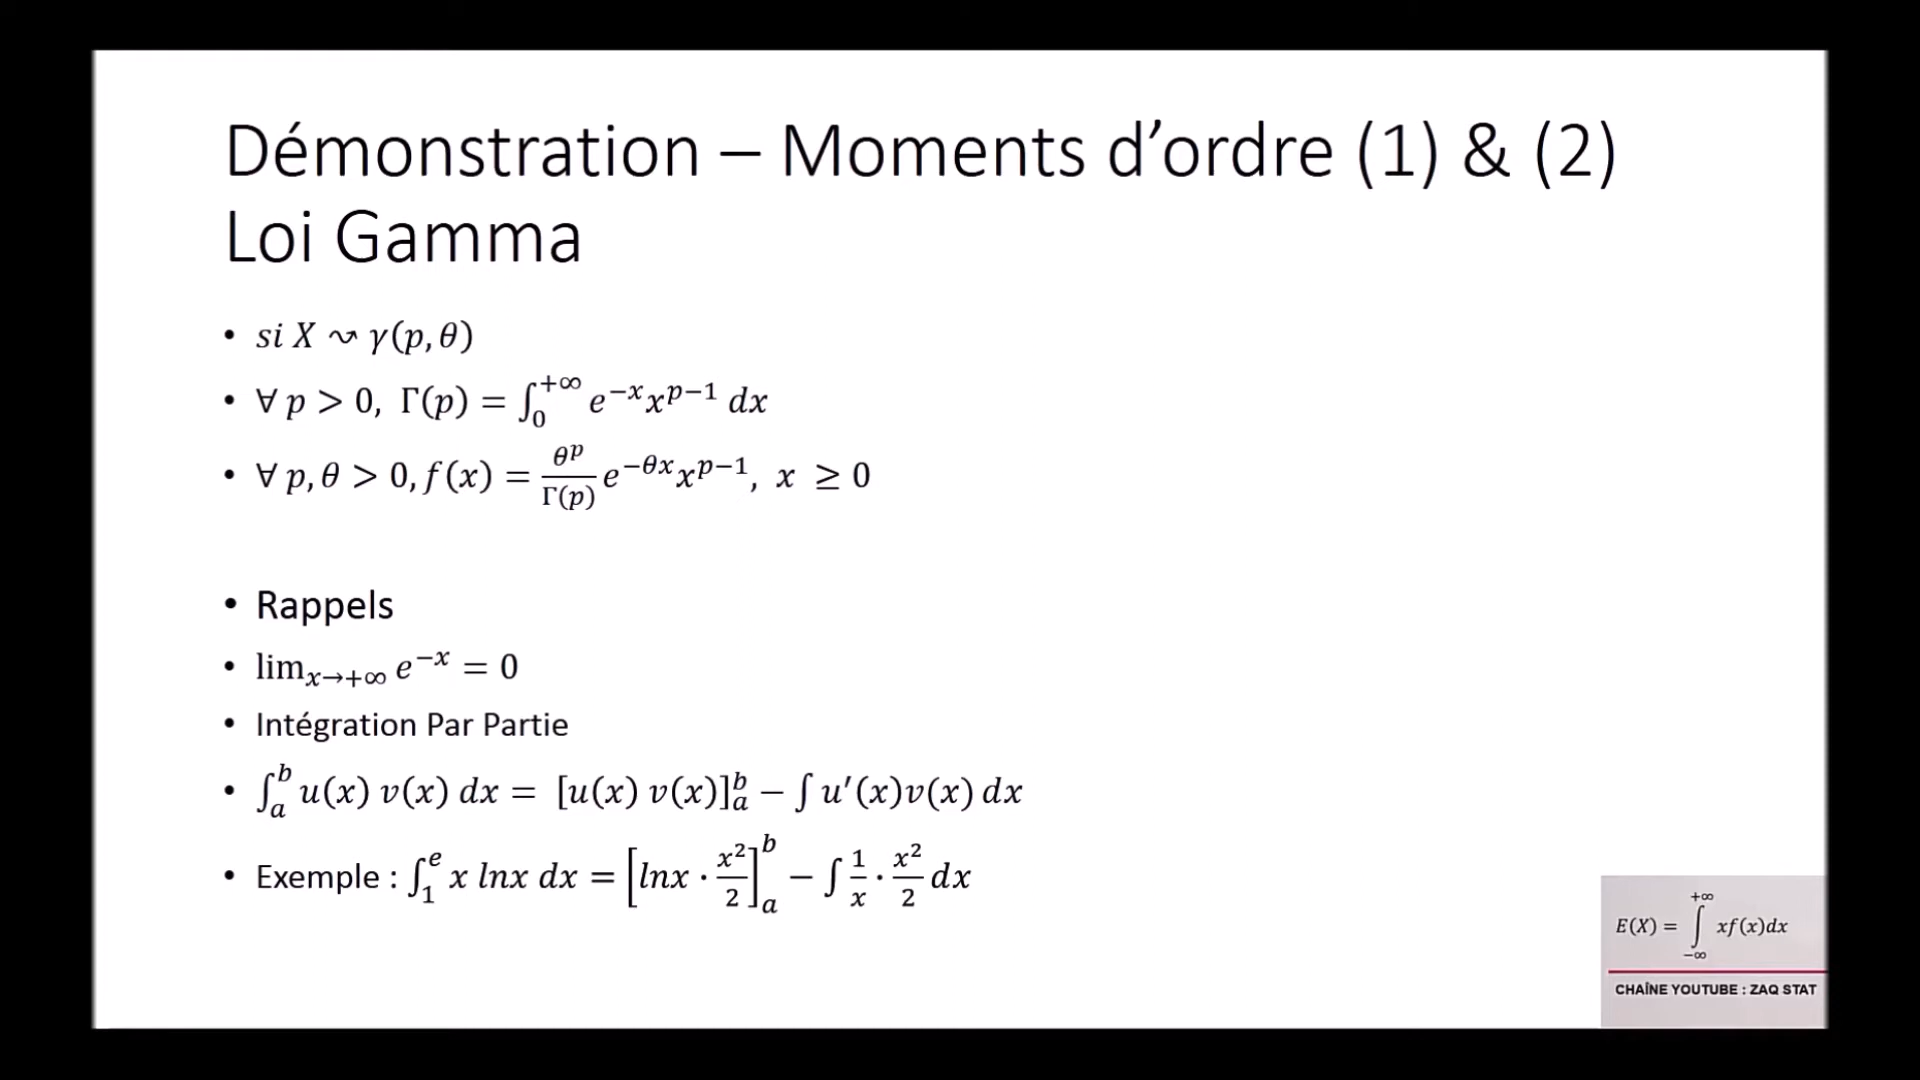 Démonstration – Moments d’ordre (1) & (2)
Loi Gamma
• si X ⤳ γ(p, θ)
• ∀ p > 0, Γ(p) = ∫₀^{+∞} e^{−x}x^{p−1} dx
• ∀ p, θ > 0, f(x) = θ^p/Γ(p) e^{−θx}x^{p−1}, x ≥ 0
• Rappels
• lim_{x→+∞} e^{−x} = 0
• Intégration Par Partie
• ∫_a^b u(x) v(x) dx = [u(x) v(x)]_a^b − ∫ u′(x)v(x) dx
• Exemple : ∫_1^e x lnx dx = [lnx · x²/2]_a^b − ∫ 1/x · x²/2 dx
E(X) = ∫_{−∞}^{+∞} xf(x)dx
CHAÎNE YOUTUBE : ZAQ STAT